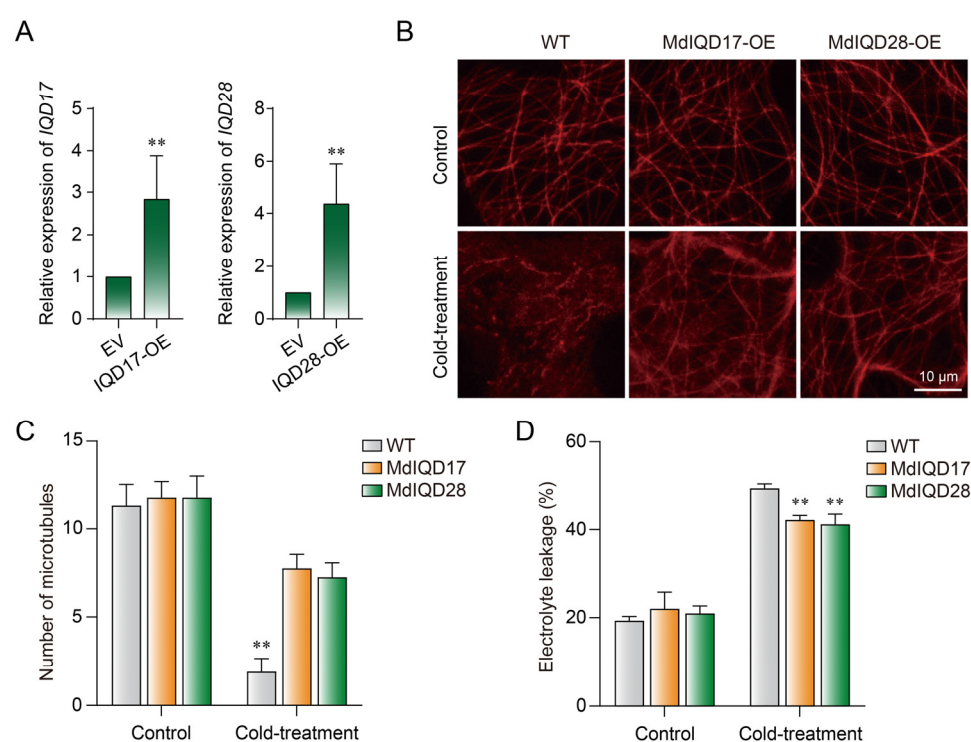 A
Relative expression of IQD17
5
4
3
2
1
0
**
EV
IQD17-OE
Relative expression of IQD28
8
6
4
2
0
**
EV
IQD28-OE
B
WT
MdIQD17-OE
MdIQD28-OE
Control
Cold-treatment
10 μm
C
Number of microtubules
15
10
5
0
**
Control
Cold-treatment
WT
MdIQD17
MdIQD28
D
Electrolyte leakage (%)
60
40
20
0
** **
Control
Cold-treatment
WT
MdIQD17
MdIQD28